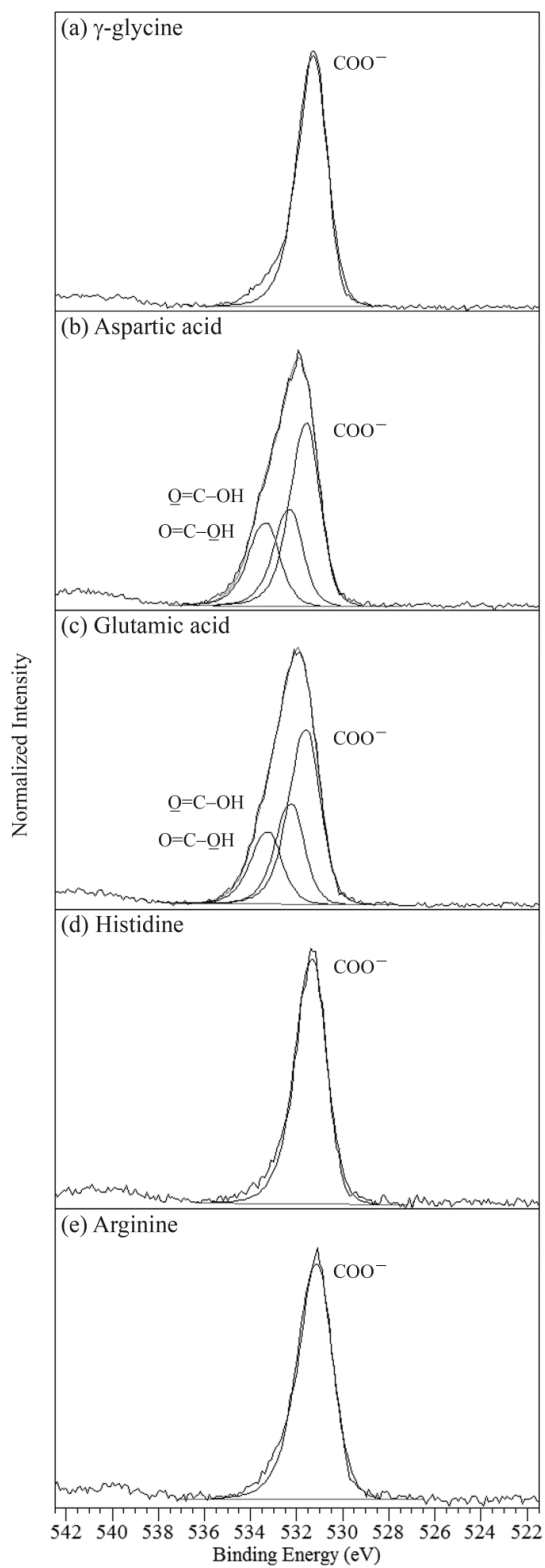 (a) γ-glycine
COO⁻
(b) Aspartic acid
COO⁻
O=C–OH
O=C–OH
(c) Glutamic acid
COO⁻
O=C–OH
O=C–OH
Normalized Intensity
(d) Histidine
COO⁻
(e) Arginine
COO⁻
542 540 538 536 534 532 530 528 526 524 522
Binding Energy (eV)